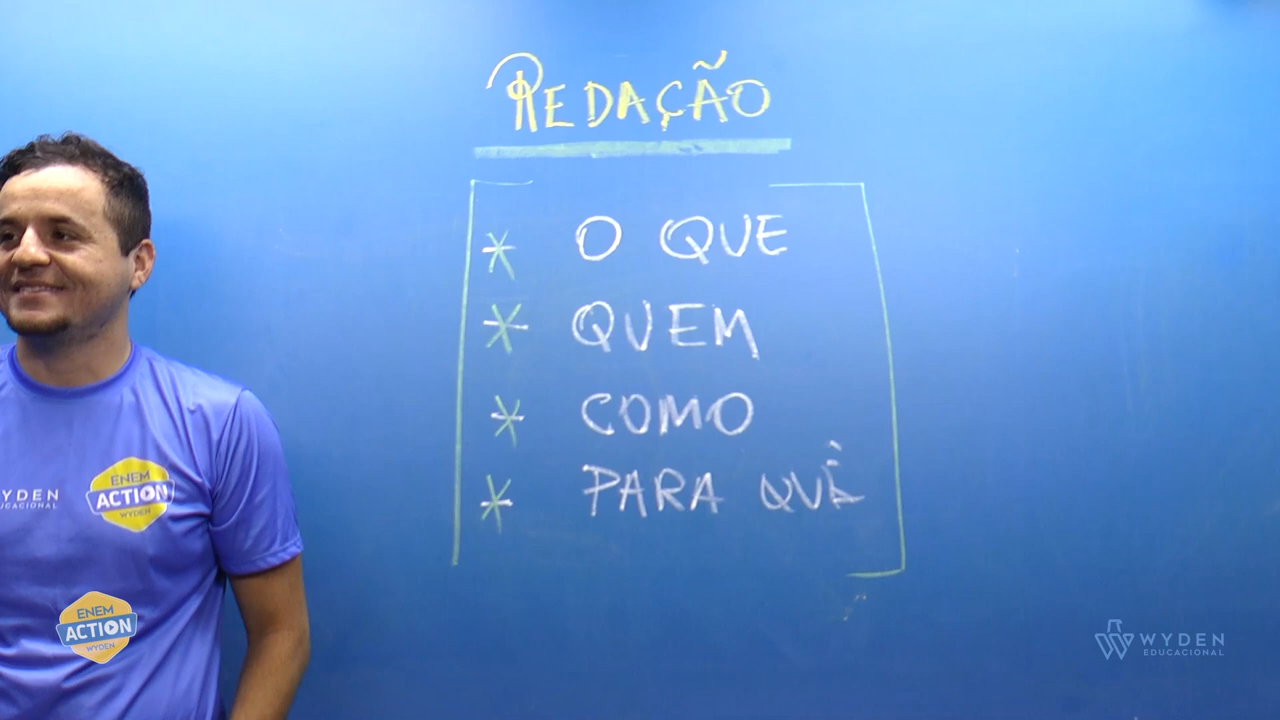 REDAÇÃO
* O QUE
* QUEM
* COMO
* PARA QUÊ
WYDEN
EDUCACIONAL
ENEM
ACTION
WYDEN
ENEM
ACTION
WYDEN
WYDEN
EDUCACIONAL